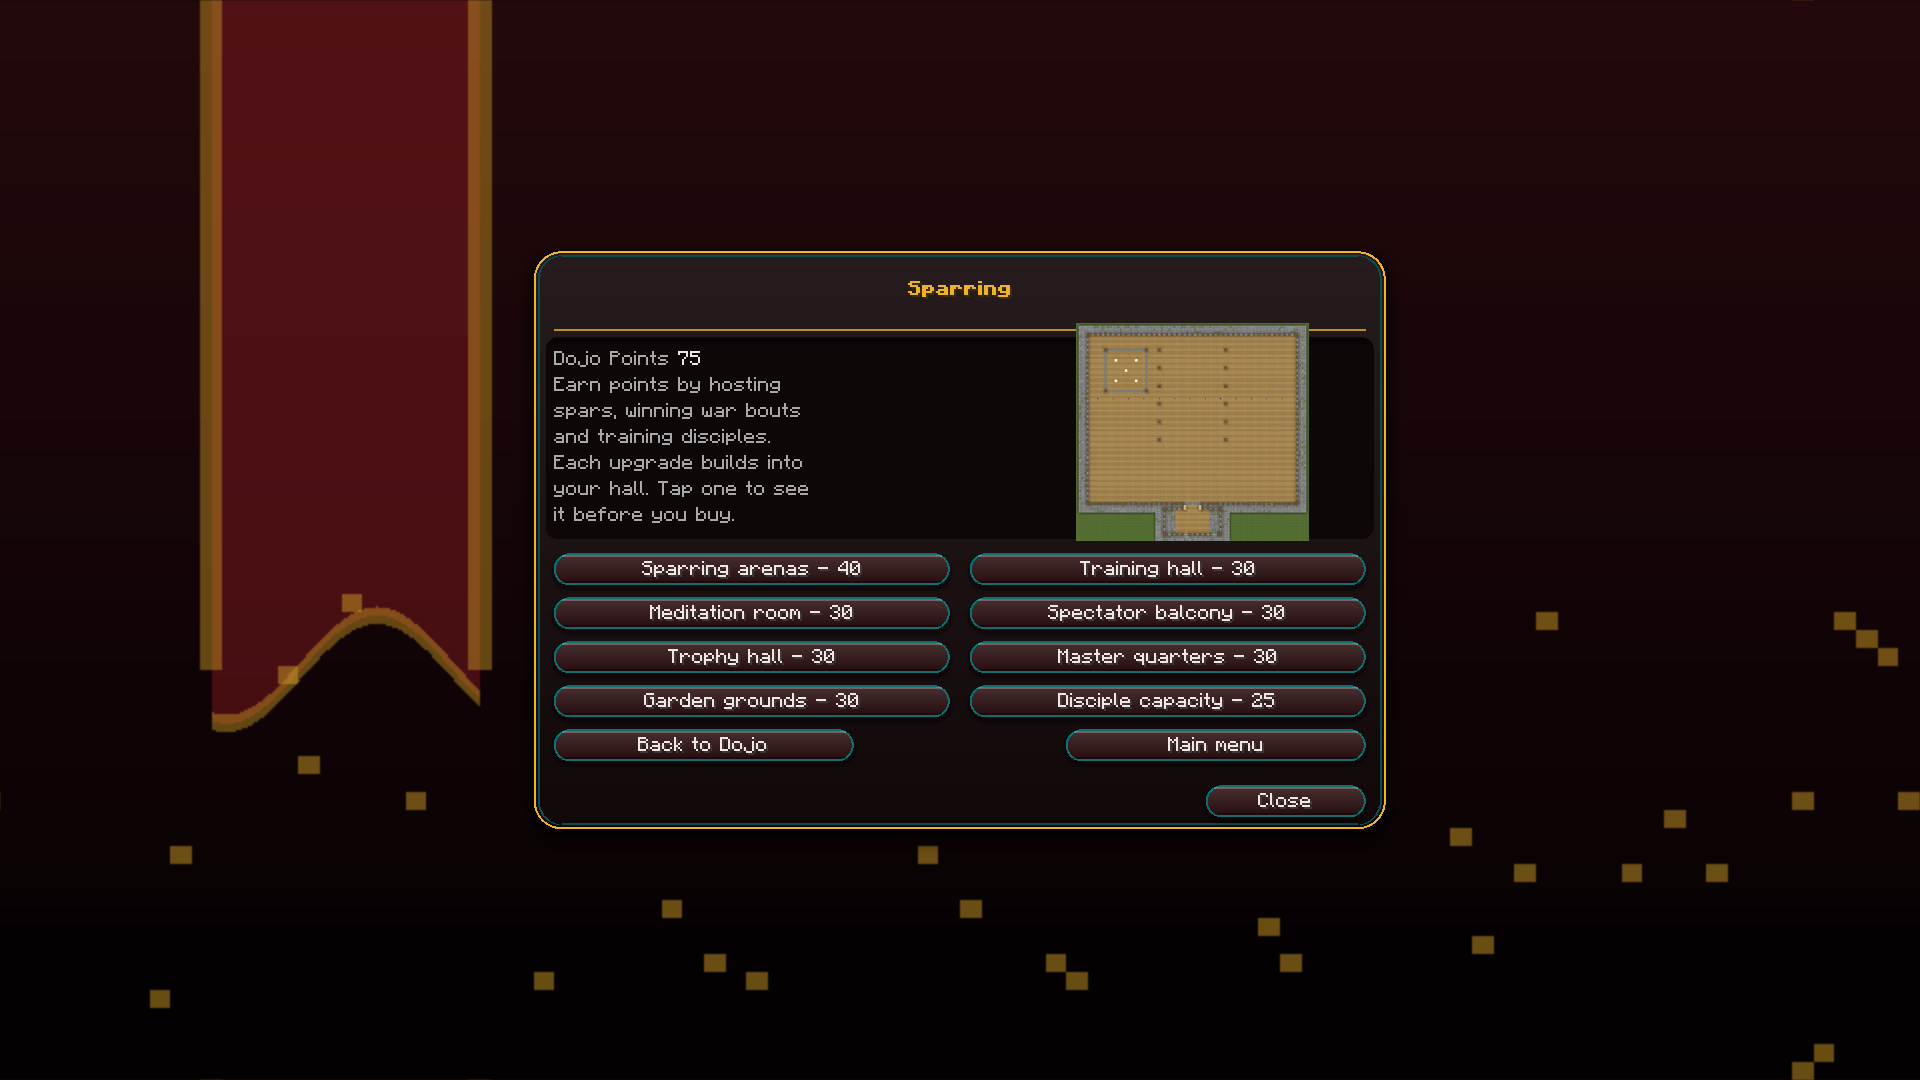 Sparring
Dojo Points 75
Earn points by hosting
spars, winning war bouts
and training disciples.
Each upgrade builds into
your hall. Tap one to see
it before you buy.
Sparring arenas - 40
Training hall - 30
Meditation room - 30
Spectator balcony - 30
Trophy hall - 30
Master quarters - 30
Garden grounds - 30
Disciple capacity - 25
Back to Dojo
Main menu
Close